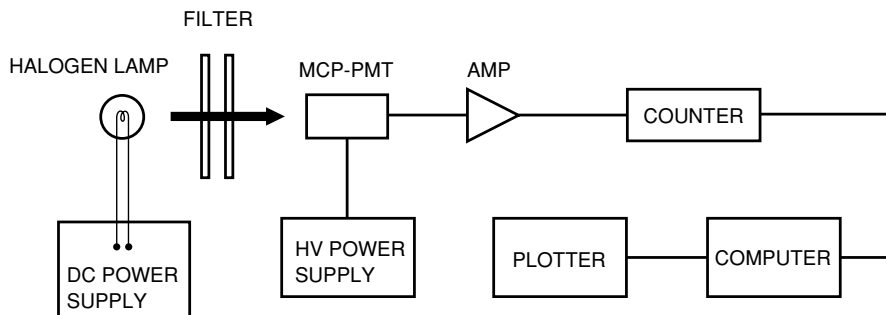 FILTER
HALOGEN LAMP
MCP-PMT
AMP
COUNTER
DC POWER
SUPPLY
HV POWER
SUPPLY
PLOTTER
COMPUTER